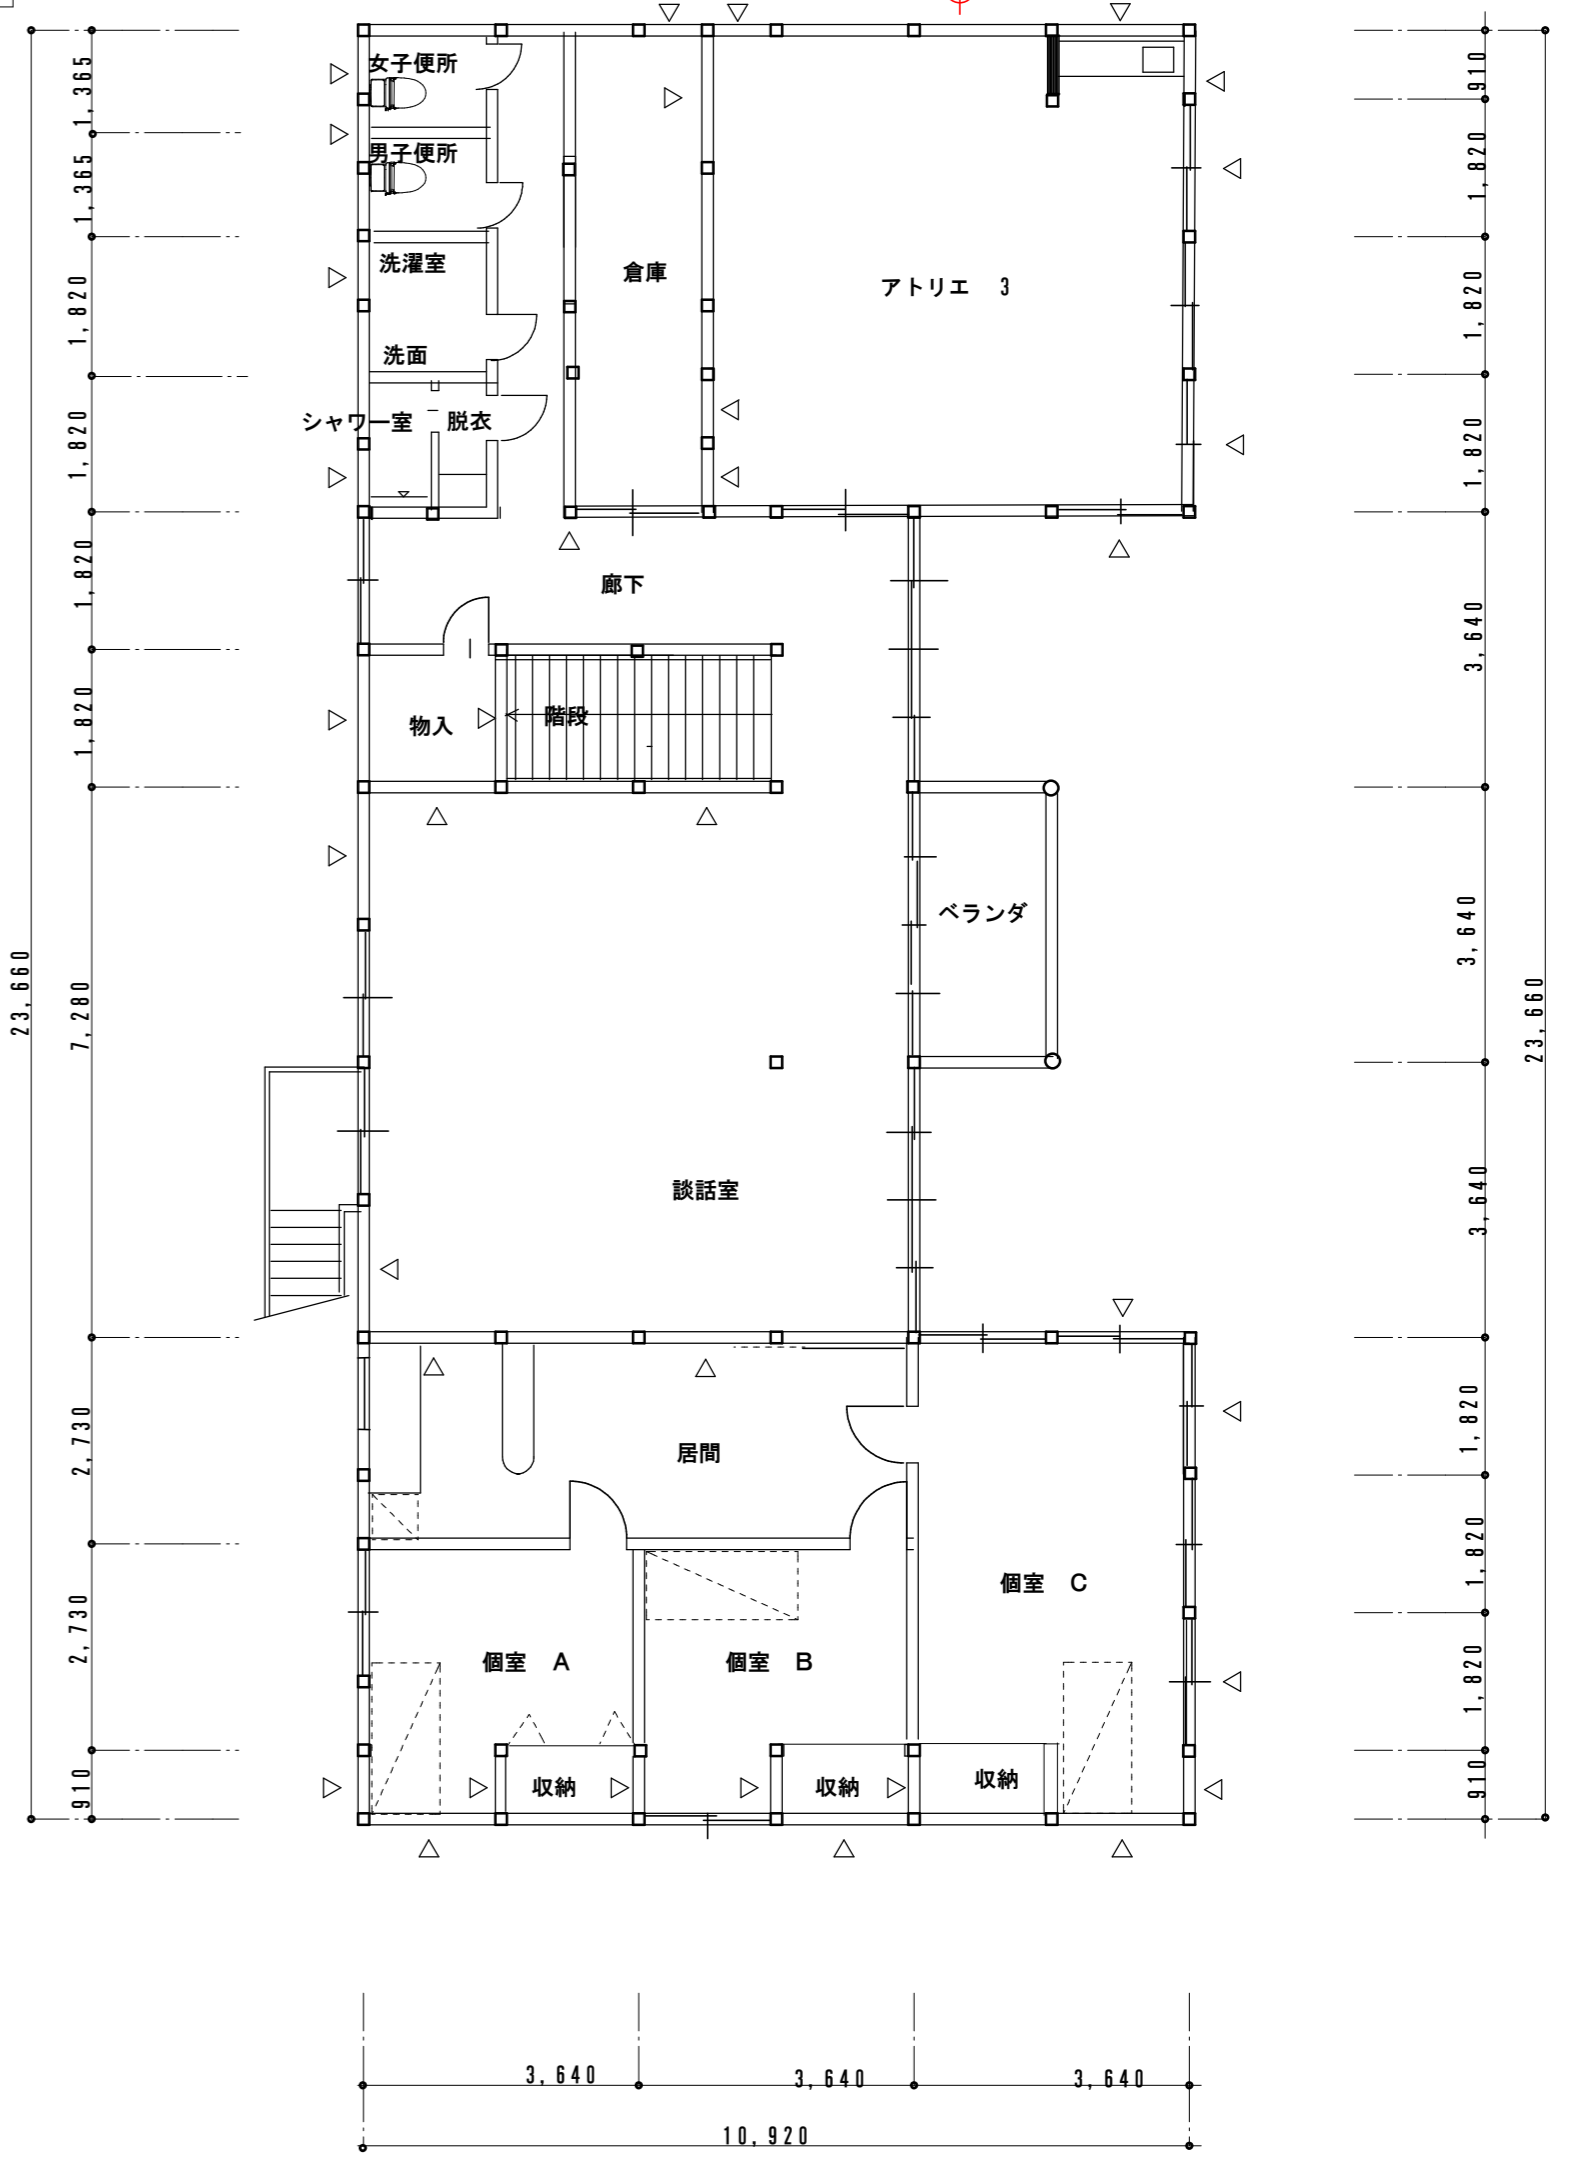 女子便所
男子便所
洗濯室
洗面
シャワー室
脱衣
倉庫
アトリエ 3
廊下
物入
階段
ベランダ
談話室
居間
個室 A
個室 B
個室 C
収納
収納
収納
23,660
1,365
1,365
1,820
1,820
1,820
1,820
7,280
2,730
2,730
910
910
1,820
1,820
1,820
3,640
3,640
3,640
1,820
1,820
1,820
910
23,660
3,640
3,640
3,640
10,920